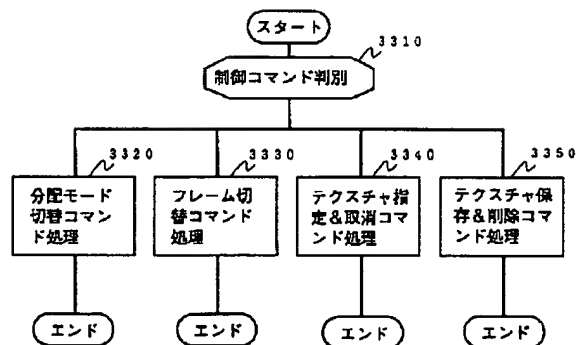 スタート
3310
制御コマンド判別
3320
3330
3340
3350
分配モード
切替コマン
ド処理
フレーム切
替コマンド
処理
テクスチャ指
定&取消コマ
ンド処理
テクスチャ保
存&削除コマ
ンド処理
エンド
エンド
エンド
エンド